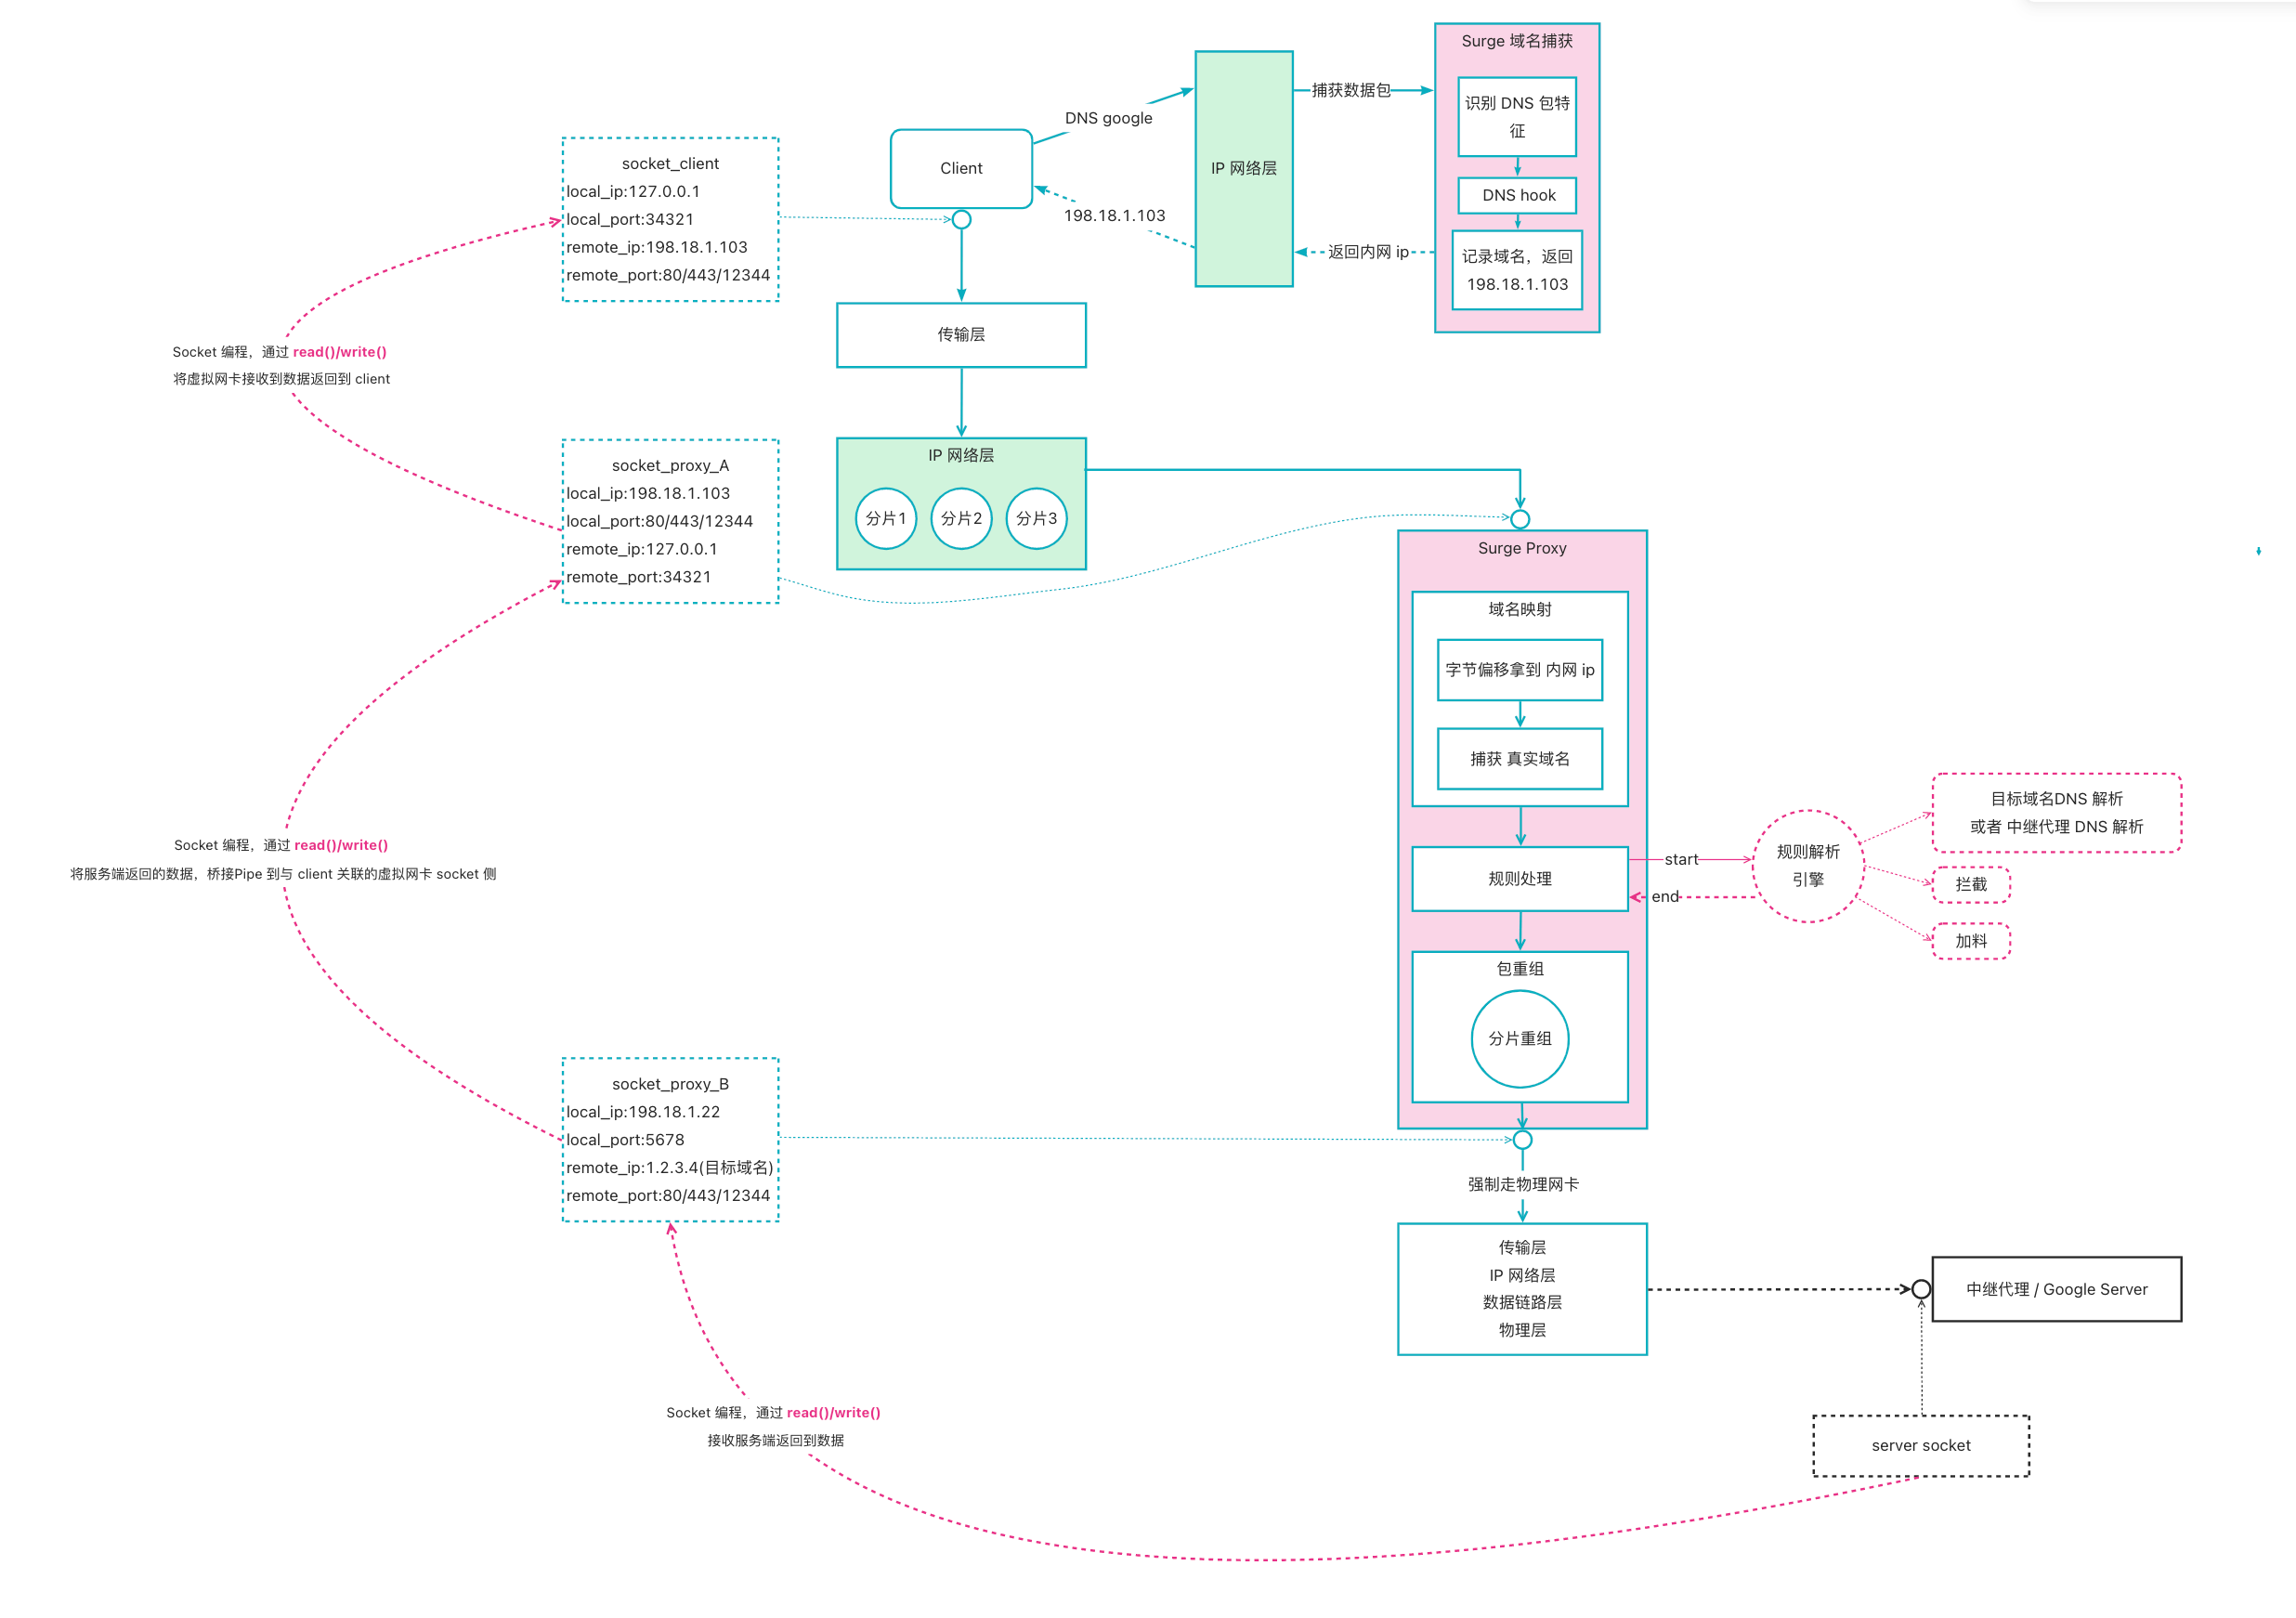 Surge 域名捕获
识别 DNS 包特
征
DNS hook
记录域名，返回
198.18.1.103
捕获数据包
返回内网 ip
IP 网络层
DNS google
198.18.1.103
Client
socket_client
local_ip:127.0.0.1
local_port:34321
remote_ip:198.18.1.103
remote_port:80/443/12344
传输层
Socket 编程，通过 read()/write()
将虚拟网卡接收到数据返回到 client
socket_proxy_A
local_ip:198.18.1.103
local_port:80/443/12344
remote_ip:127.0.0.1
remote_port:34321
IP 网络层
分片1
分片2
分片3
Surge Proxy
域名映射
字节偏移拿到 内网 ip
捕获 真实域名
规则处理
start
end
规则解析
引擎
目标域名DNS 解析
或者 中继代理 DNS 解析
拦截
加料
包重组
分片重组
Socket 编程，通过 read()/write()
将服务端返回的数据，桥接Pipe 到与 client 关联的虚拟网卡 socket 侧
socket_proxy_B
local_ip:198.18.1.22
local_port:5678
remote_ip:1.2.3.4(目标域名)
remote_port:80/443/12344
强制走物理网卡
传输层
IP 网络层
数据链路层
物理层
中继代理 / Google Server
server socket
Socket 编程，通过 read()/write()
接收服务端返回到数据